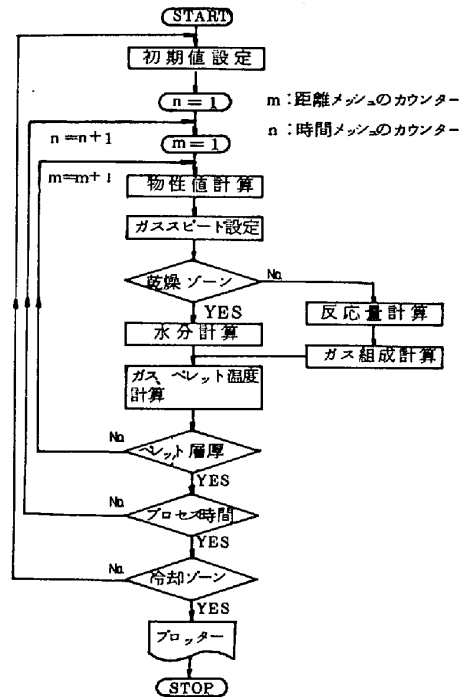 START
初期値設定
n = 1
m：距離メッシュのカウンター
n：時間メッシュのカウンター
n=n+1
m = 1
m=m+1
物性値計算
ガススピード設定
乾燥ゾーン
No.
YES
反応量計算
水分計算
ガス組成計算
ガス、ペレット温度
計算
No.
ペレット層厚
YES
No.
プロセス時間
YES
No.
冷却ゾーン
YES
プロッター
STOP